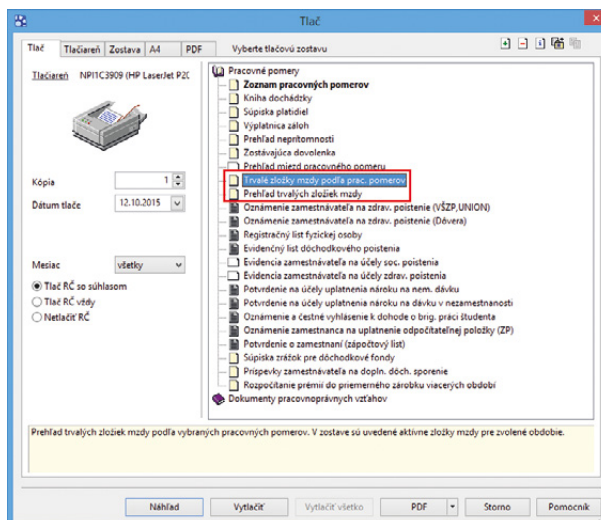 Tlač
Tlač Tlačiareň Zostava A4 PDF Vyberte tlačovú zostavu
Tlačiareň NPI1C3909 (HP LaserJet P2C
Kópia 1
Dátum tlače 12.10.2015
Mesiac všetky
Tlač RČ so súhlasom
Tlač RČ vždy
Netlačiť RČ
Pracovné pomery
Zoznam pracovných pomerov
Kniha dochádzky
Súpiska platidiel
Výplatnica záloh
Prehľad neprítomnosti
Zostávajúca dovolenka
Prehľad miezd pracovného pomeru
Trvalé zložky mzdy podľa prac. pomerov
Prehľad trvalých zložiek mzdy
Oznámenie zamestnávateľa na zdrav. poistenie (VŠZP,UNION)
Oznámenie zamestnávateľa na zdrav. poistenie (Dôvera)
Registračný list fyzickej osoby
Evidenčný list dôchodkového poistenia
Evidencia zamestnávateľa na účely soc. poistenia
Evidencia zamestnávateľa na účely zdrav. poistenia
Potvrdenie na účely uplatnenia nároku na nem. dávku
Potvrdenie na účely uplatnenia nároku na dávku v nezamestnanosti
Oznámenie a čestné vyhlásenie k dohode o brig. práci študenta
Oznámenie zamestnanca na uplatnenie odpočítateľnej položky (ZP)
Potvrdenie o zamestnaní (zápočtový list)
Súpiska zrážok pre dôchodkové fondy
Príspevky zamestnávateľa na dopln. dôch. sporenie
Rozpočítanie prémií do priemerného zárobku viacerých období
Dokumenty pracovnoprávnych vzťahov
Prehľad trvalých zložiek mzdy podľa vybraných pracovných pomerov. V zostave sú uvedené aktívne zložky mzdy pre zvolené obdobie.
Náhľad Vytlačiť Vytlačiť všetko PDF Storno Pomocník